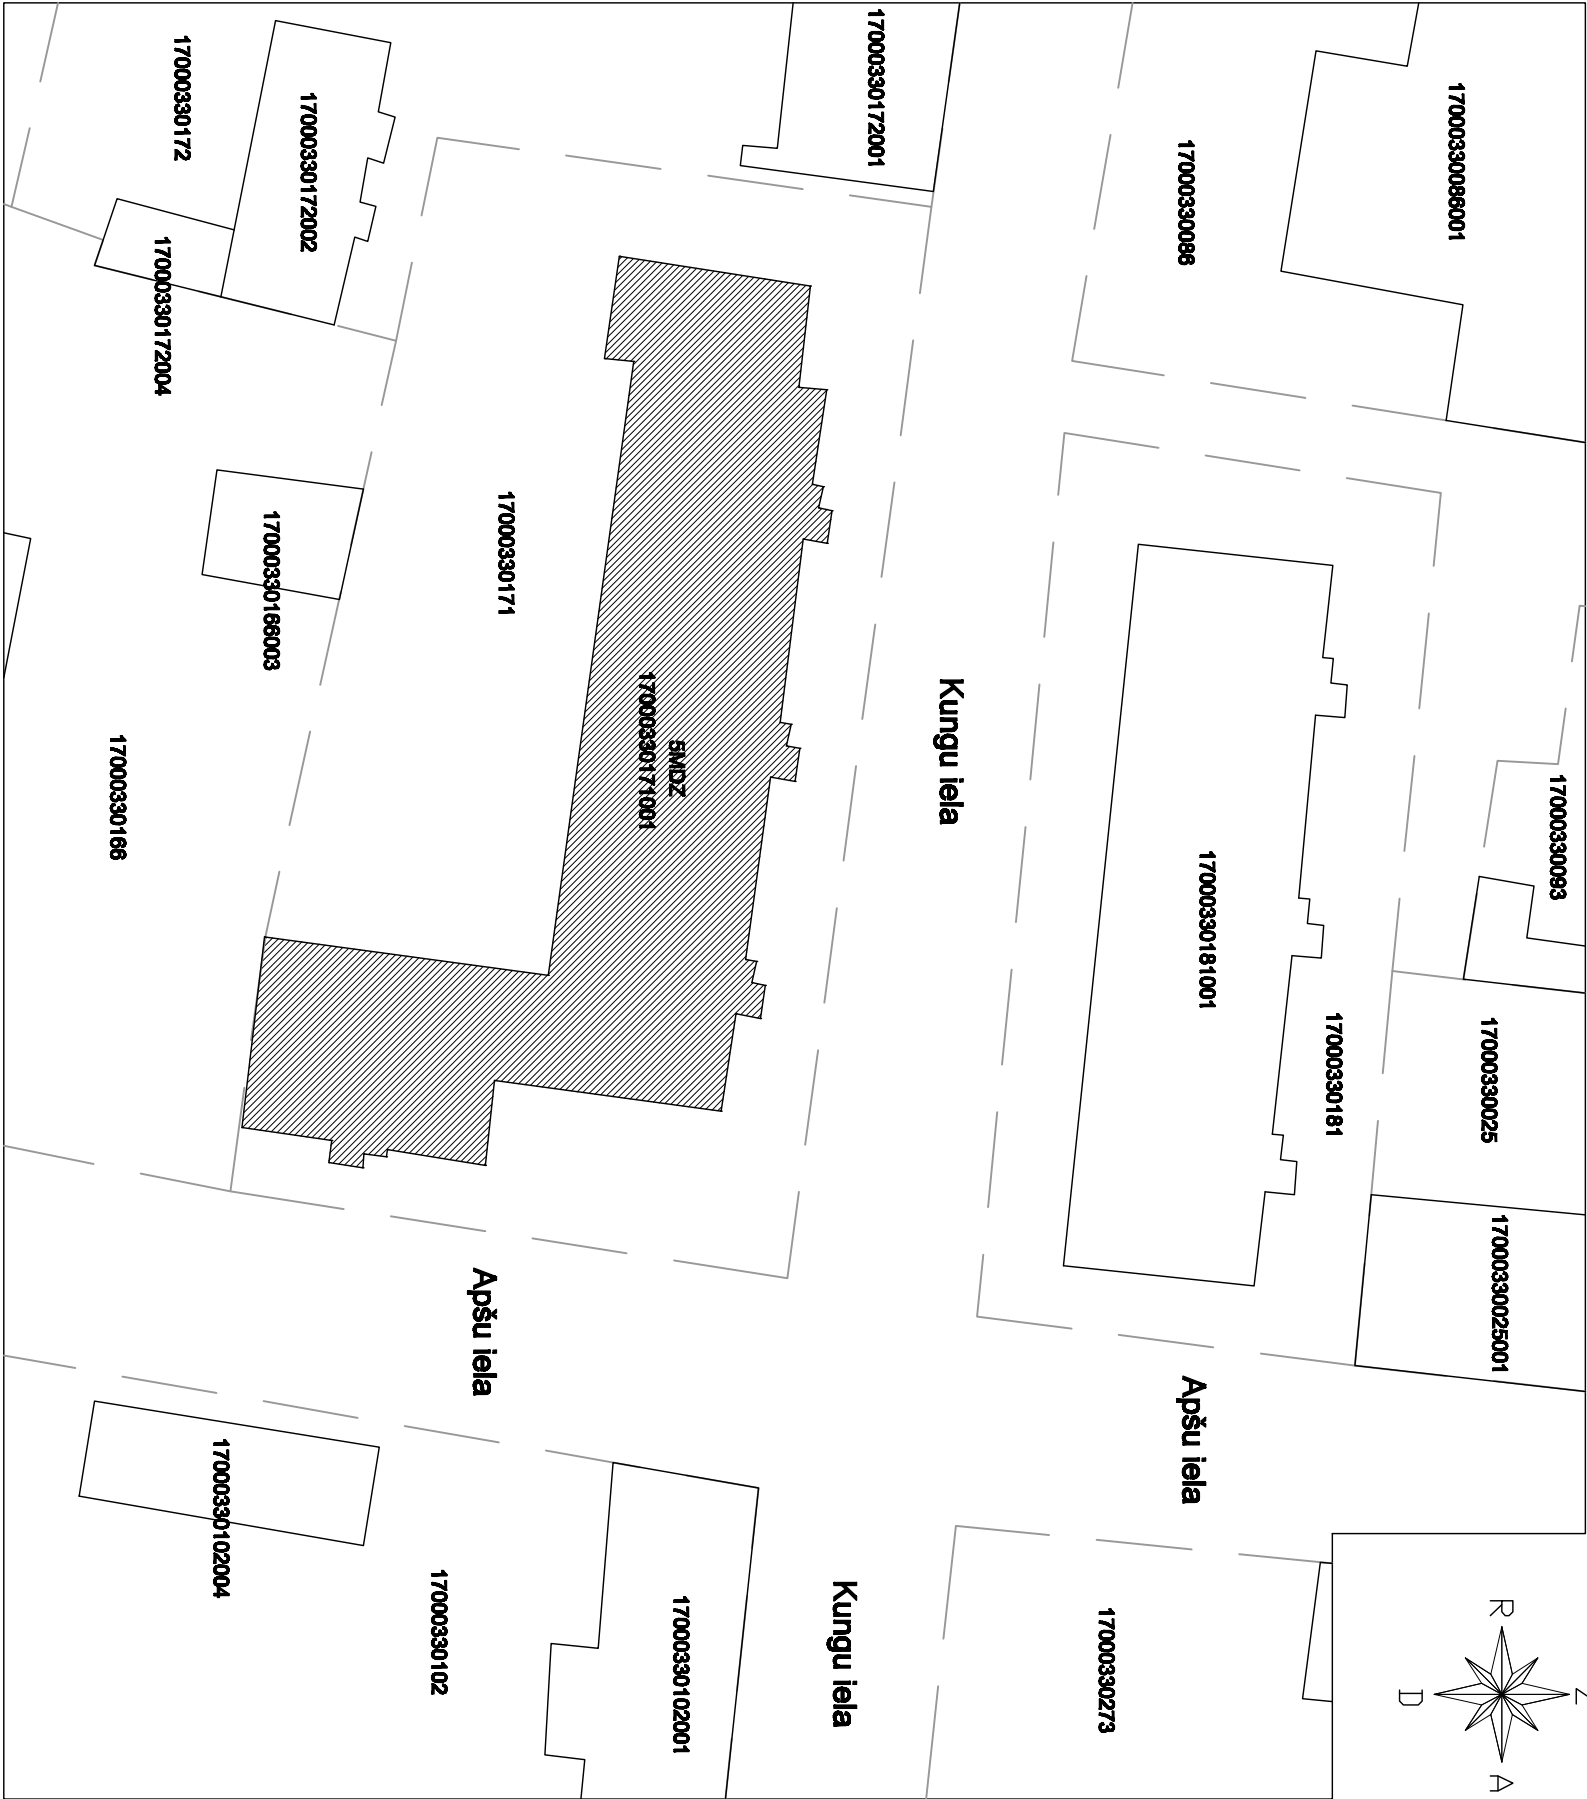 17000330086001
17000330086
17000330093
17000330172001
17000330172
17000330172002
17000330172004
17000330025
17000330025001
17000330181
17000330181001
Kungu iela
17000330171
5MDZ
17000330171001
17000330166003
17000330166
Apšu iela
Apšu iela
Kungu iela
17000330273
17000330102001
17000330102
17000330102004
Z
R
A
D